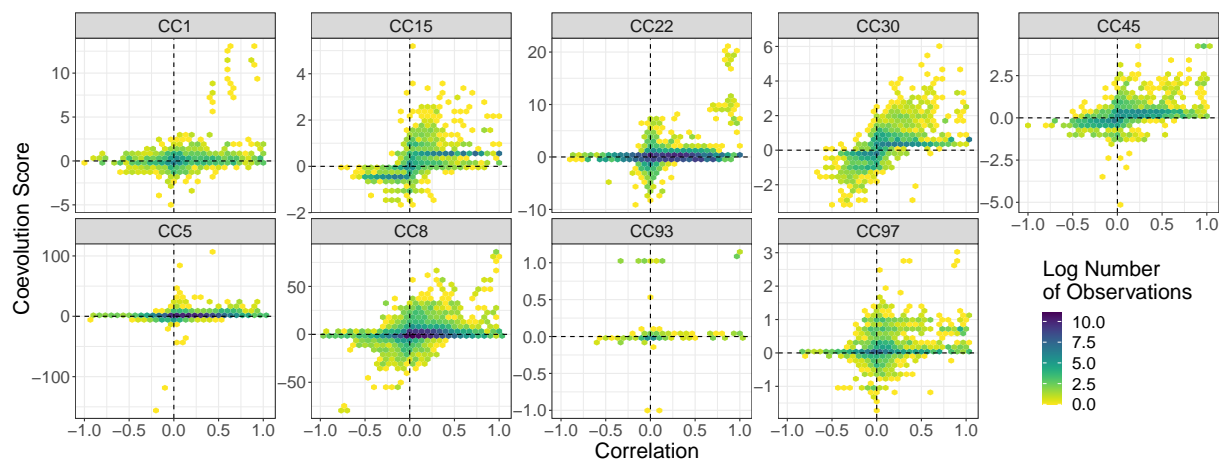 CC1
CC15
CC22
CC30
CC45
10
5
0
−5
4
2
0
−2
20
10
0
−10
6
4
2
0
−2
2.5
0.0
−2.5
−5.0
−1.0 −0.5 0.0 0.5 1.0
CC5
CC8
CC93
CC97
100
0
−100
50
0
−50
1.0
0.5
0.0
−0.5
−1.0
3
2
1
0
−1
−1.0 −0.5 0.0 0.5 1.0
−1.0 −0.5 0.0 0.5 1.0
−1.0 −0.5 0.0 0.5 1.0
−1.0 −0.5 0.0 0.5 1.0
Coevolution Score
Correlation
Log Number
of Observations
10.0
7.5
5.0
2.5
0.0